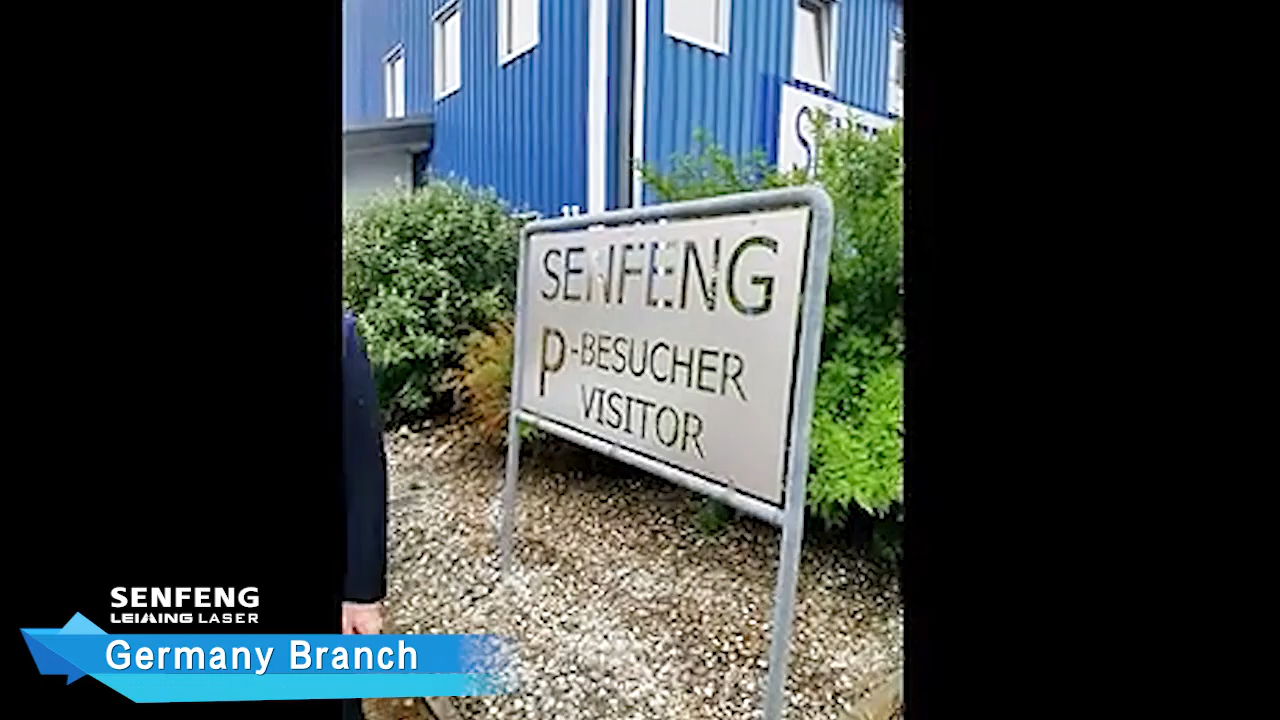 SENFENG
P-BESUCHER
VISITOR
SENFENG
LEIMING LASER
Germany Branch